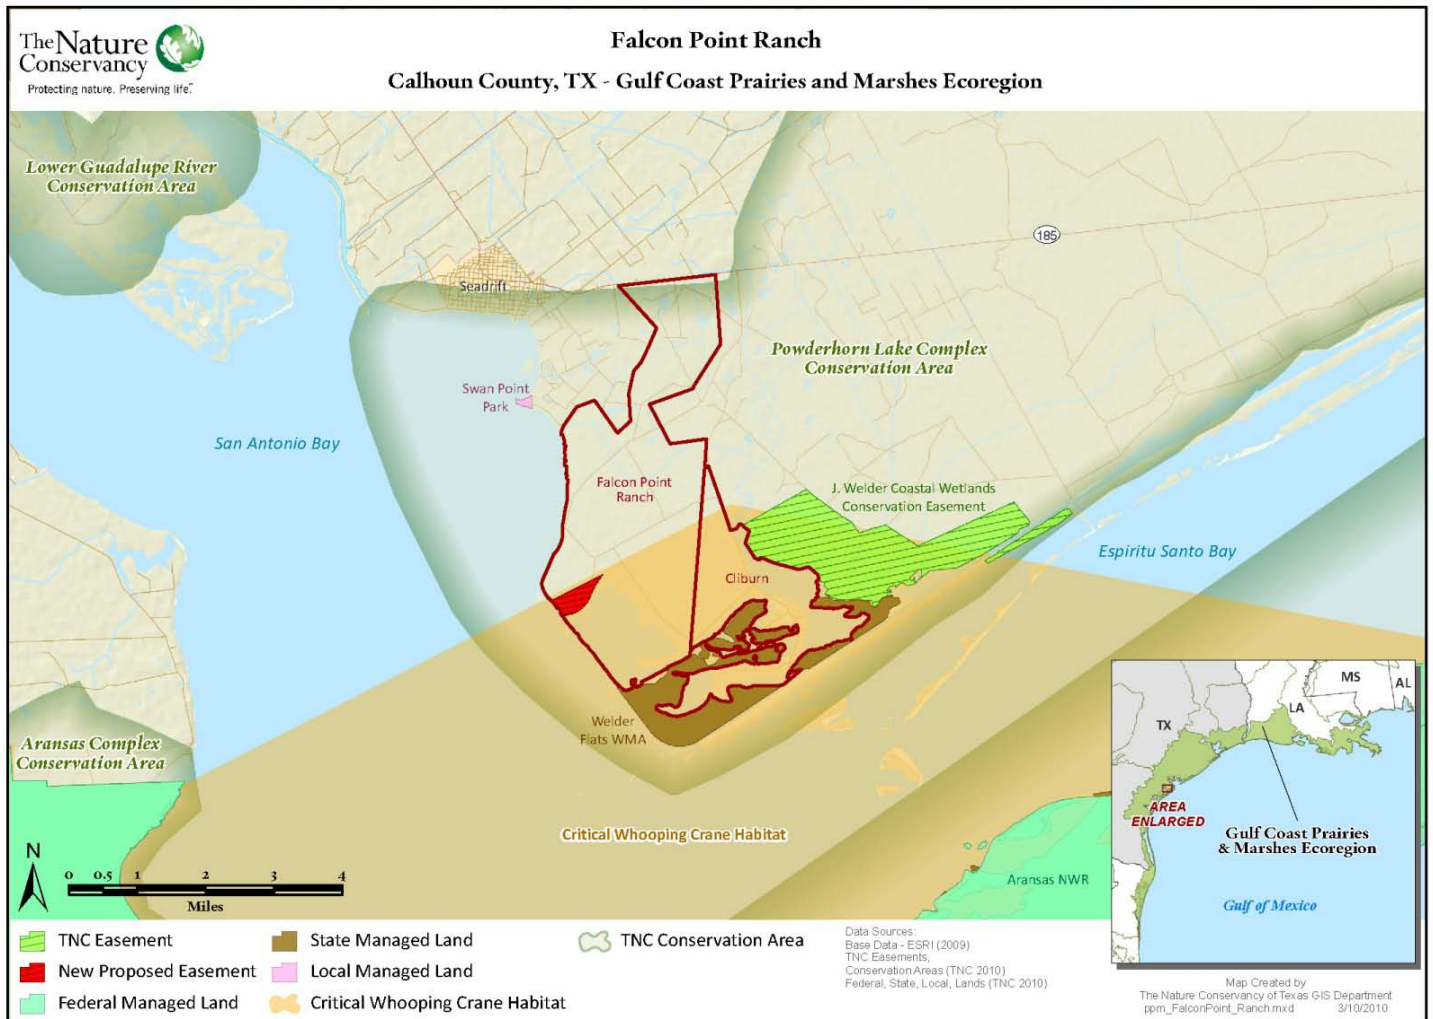 The Nature
Conservancy
Protecting nature. Preserving life.™
Falcon Point Ranch
Calhoun County, TX - Gulf Coast Prairies and Marshes Ecoregion
Lower Guadalupe River
Conservation Area
185
Seadrift
Powderhorn Lake Complex
Conservation Area
Swan Point
Park
San Antonio Bay
Falcon Point
Ranch
J. Welder Coastal Wetlands
Conservation Easement
Espiritu Santo Bay
Cliburn
Welder
Flats WMA
Aransas Complex
Conservation Area
Critical Whooping Crane Habitat
Aransas NWR
N
0 0.5 1 2 3 4
Miles
TX
LA
MS
AL
AREA
ENLARGED
Gulf Coast Prairies
& Marshes Ecoregion
Gulf of Mexico
TNC Easement
New Proposed Easement
Federal Managed Land
State Managed Land
Local Managed Land
Critical Whooping Crane Habitat
TNC Conservation Area
Data Sources:
Base Data - ESRI (2009)
TNC Easements,
Conservation Areas (TNC 2010)
Federal, State, Local, Lands (TNC 2010)
Map Created by
The Nature Conservancy of Texas GIS Department
ppm_FalconPoint_Ranch.mxd 3/10/2010